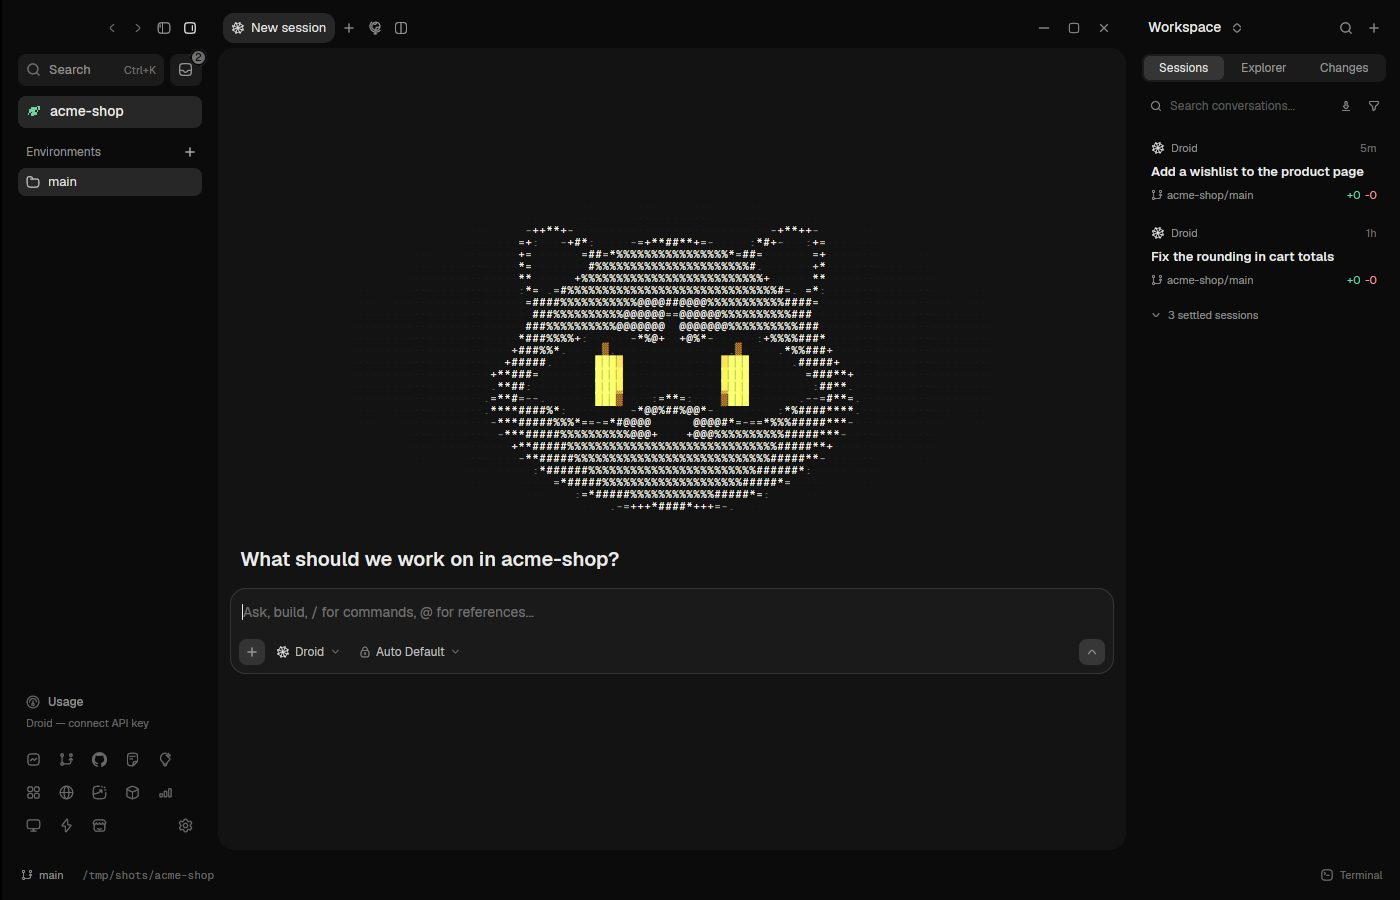 New session
Search Ctrl+K
2
acme-shop
Environments
main
What should we work on in acme-shop?
Ask, build, / for commands, @ for references...
Droid
Auto Default
Usage
Droid — connect API key
main
/tmp/shots/acme-shop
Workspace
Sessions Explorer Changes
Search conversations...
Droid 5m
Add a wishlist to the product page
acme-shop/main +0 -0
Droid 1h
Fix the rounding in cart totals
acme-shop/main +0 -0
3 settled sessions
Terminal